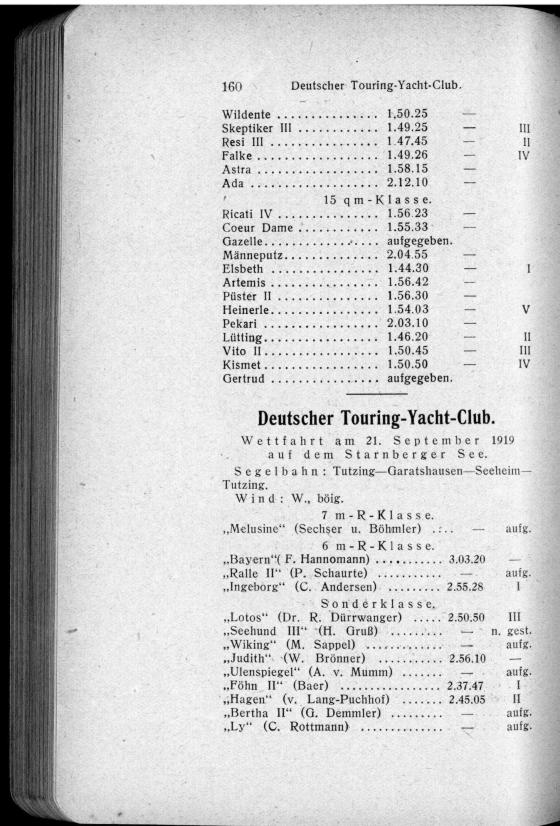 160 Deutscher Touring-Yacht-Club.
Wildente ............... 1.50.25 —
Skeptiker III ............ 1.49.25 — III
Resi III ................ 1.47.45 — II
Falke .................. 1.49.26 — IV
Astra .................. 1.58.15 —
Ada ................... 2.12.10 —
15 qm-Klasse.
Ricati IV ............... 1.56.23 —
Coeur Dame ............ 1.55.33 —
Gazelle................. aufgegeben.
Männeputz.............. 2.04.55 —
Elsbeth ................ 1.44.30 — I
Artemis ................ 1.56.42 —
Püster II ............... 1.56.30 —
Heinerle................ 1.54.03 — V
Pekari ................. 2.03.10 —
Lütting................. 1.46.20 — II
Vito II................. 1.50.45 — III
Kismet................. 1.50.50 — IV
Gertrud ................ aufgegeben.
Deutscher Touring-Yacht-Club.
Wettfahrt am 21. September 1919
auf dem Starnberger See.
Segelbahn: Tutzing—Garatshausen—Seeheim—
Tutzing.
Wind: W., böig.
7 m-R-Klasse.
„Melusine“ (Sechser u. Böhmler) .... — aufg.
6 m-R-Klasse.
„Bayern“( F. Hannomann) .......... 3.03.20 —
„Ralle II“ (P. Schaurte) ........... — aufg.
„Ingeborg“ (C. Andersen) .......... 2.55.28 I
Sonderklasse.
„Lotos“ (Dr. R. Dürrwanger) ..... 2.50.50 III
„Seehund III“ (H. Gruß) ......... — n. gest.
„Wiking“ (M. Sappel) ............. — aufg.
„Judith“ (W. Brönner) ........... 2.56.10 —
„Ulenspiegel“ (A. v. Mumm) ....... — aufg.
„Föhn II“ (Baer) ................ 2.37.47 I
„Hagen“ (v. Lang-Puchhof) ....... 2.45.05 II
„Bertha II“ (G. Demmler) ......... — aufg.
„Ly“ (C. Rottmann) .............. — aufg.